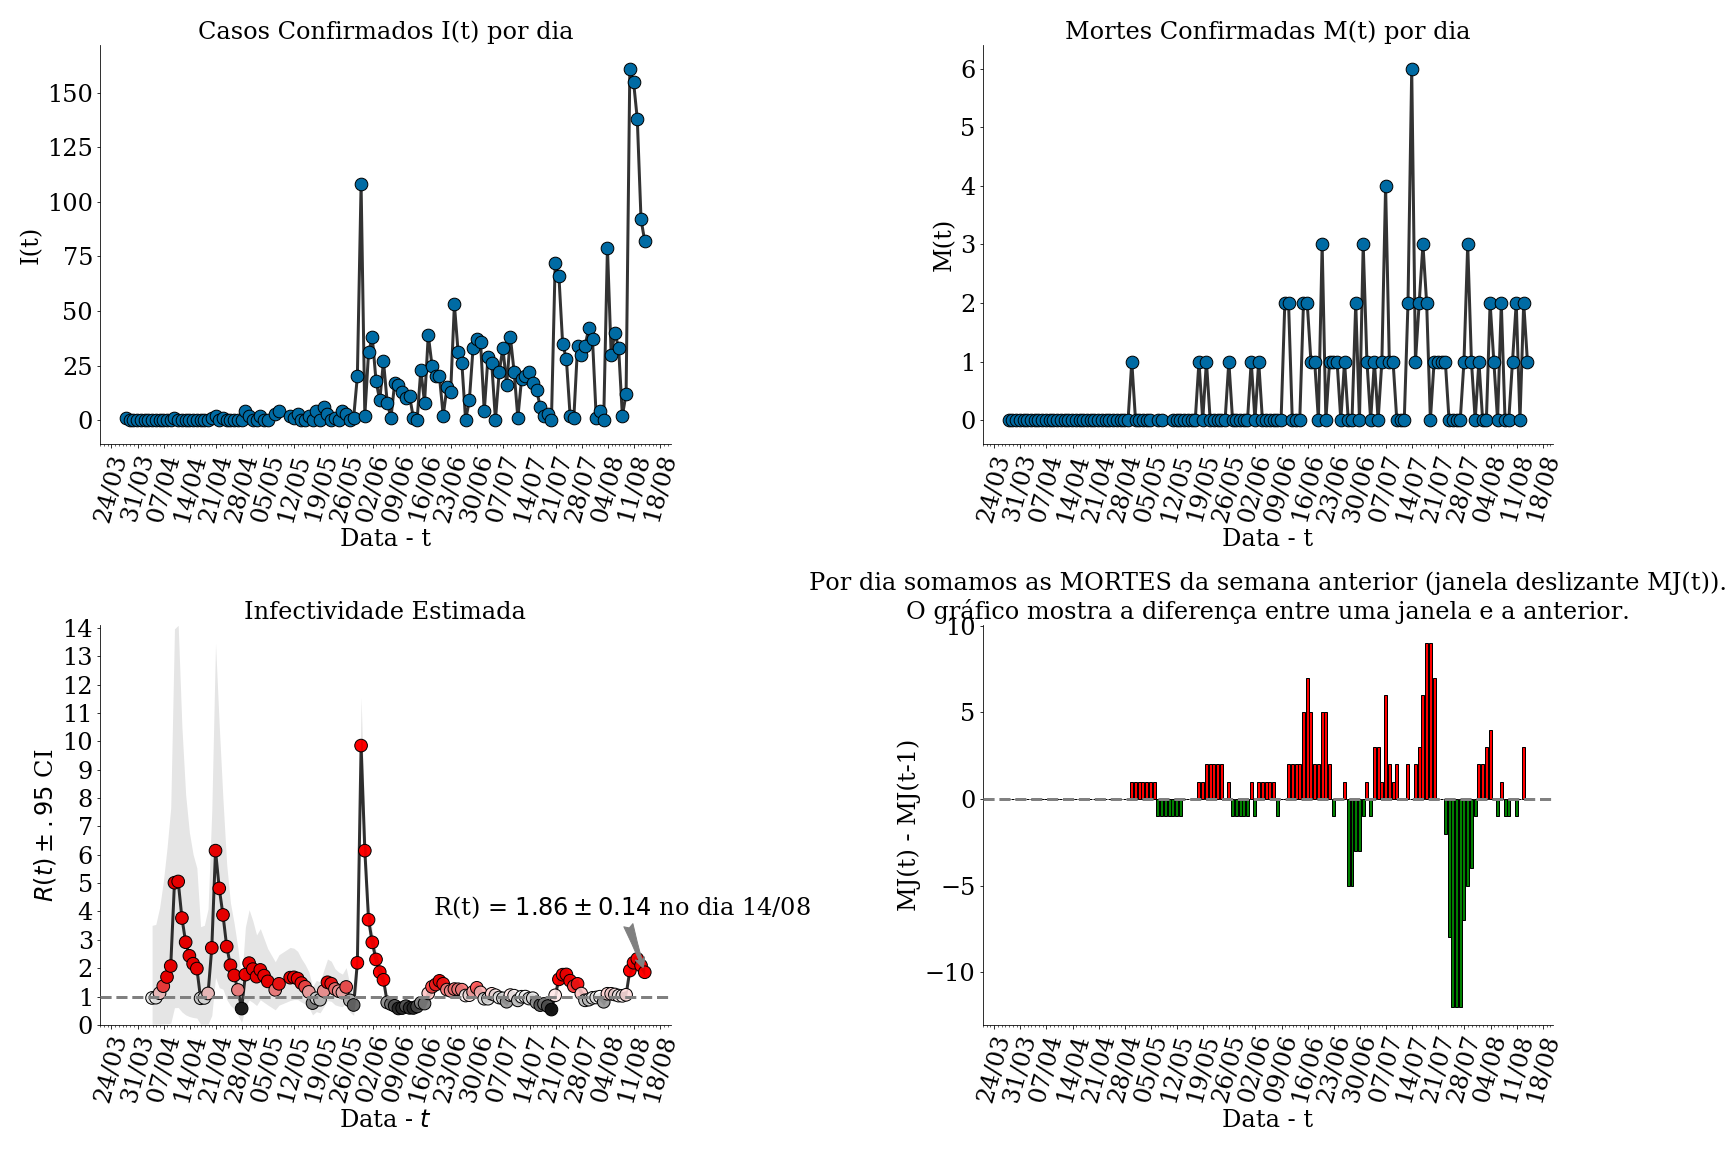 Casos Confirmados I(t) por dia
I(t)
150
125
100
75
50
25
0
24/03 31/03 07/04 14/04 21/04 28/04 05/05 12/05 19/05 26/05 02/06 09/06 16/06 23/06 30/06 07/07 14/07 21/07 28/07 04/08 11/08 18/08
Data - t
Mortes Confirmadas M(t) por dia
M(t)
6
5
4
3
2
1
0
24/03 31/03 07/04 14/04 21/04 28/04 05/05 12/05 19/05 26/05 02/06 09/06 16/06 23/06 30/06 07/07 14/07 21/07 28/07 04/08 11/08 18/08
Data - t
Infectividade Estimada
R(t) ± .95 CI
14
13
12
11
10
9
8
7
6
5
4
3
2
1
0
R(t) = 1.86 ± 0.14 no dia 14/08
24/03 31/03 07/04 14/04 21/04 28/04 05/05 12/05 19/05 26/05 02/06 09/06 16/06 23/06 30/06 07/07 14/07 21/07 28/07 04/08 11/08 18/08
Data - t
Por dia somamos as MORTES da semana anterior (janela deslizante MJ(t)).
O gráfico mostra a diferença entre uma janela e a anterior.
MJ(t) - MJ(t-1)
10
5
0
−5
−10
24/03 31/03 07/04 14/04 21/04 28/04 05/05 12/05 19/05 26/05 02/06 09/06 16/06 23/06 30/06 07/07 14/07 21/07 28/07 04/08 11/08 18/08
Data - t